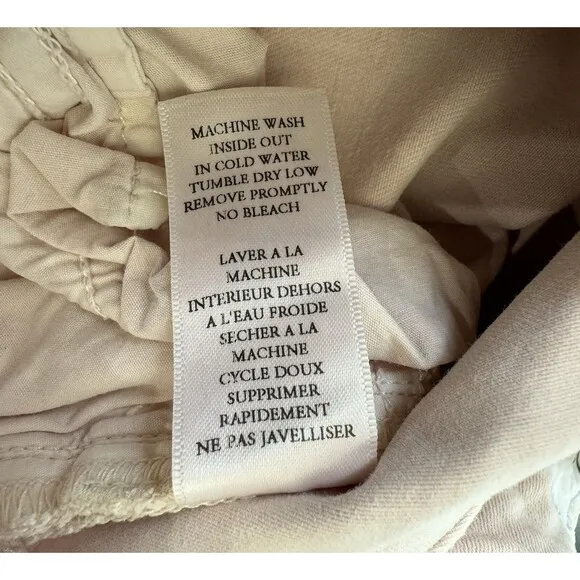 MACHINE WASH
INSIDE OUT
IN COLD WATER
TUMBLE DRY LOW
REMOVE PROMPTLY
NO BLEACH
LAVER A LA
MACHINE
INTERIEUR DEHORS
A L'EAU FROIDE
SECHER A LA
MACHINE
CYCLE DOUX
SUPPRIMER
RAPIDEMENT
NE PAS JAVELLISER